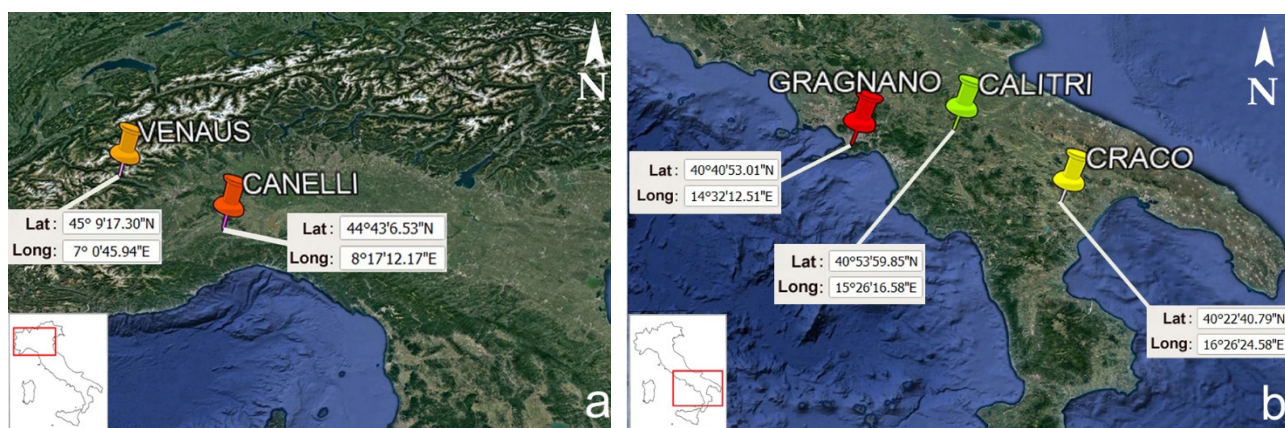 VENAUS
CANELLI
N
Lat: 45° 9'17.30"N
Long: 7° 0'45.94"E
Lat: 44°43'6.53"N
Long: 8°17'12.17"E
a
GRAGNANO
CALITRI
N
CRACO
Lat: 40°40'53.01"N
Long: 14°32'12.51"E
Lat: 40°53'59.85"N
Long: 15°26'16.58"E
Lat: 40°22'40.79"N
Long: 16°26'24.58"E
b